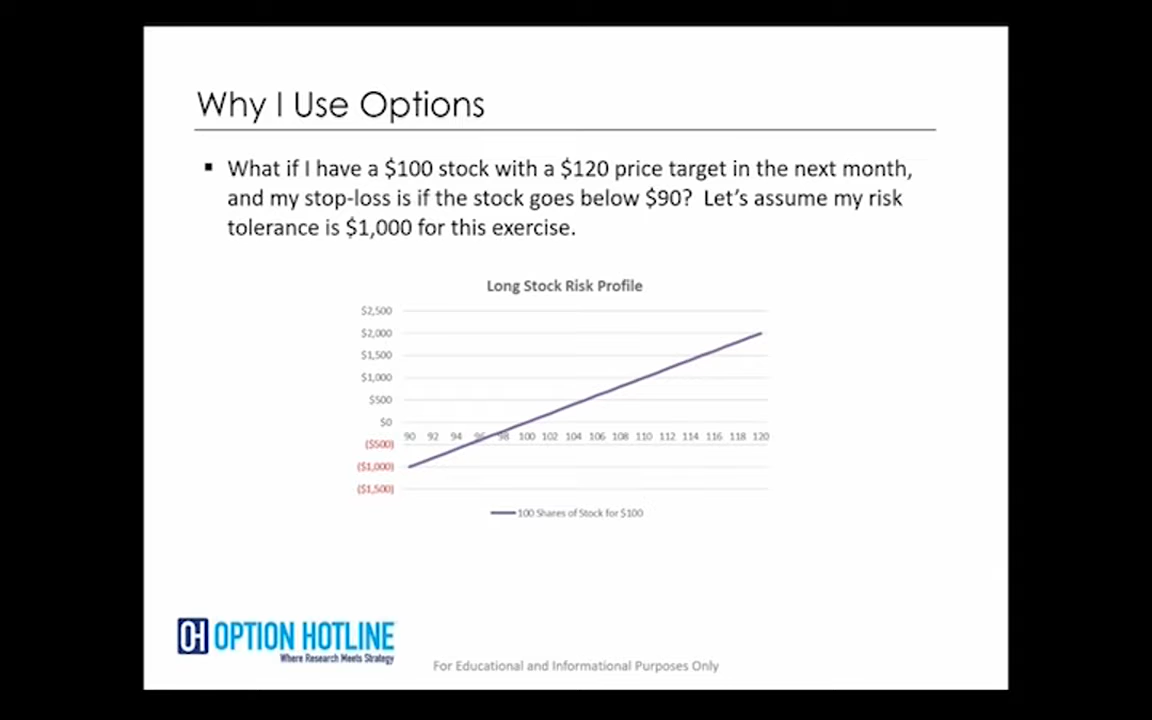 Why I Use Options
▪ What if I have a $100 stock with a $120 price target in the next month,
and my stop-loss is if the stock goes below $90? Let's assume my risk
tolerance is $1,000 for this exercise.
Long Stock Risk Profile
$2,500
$2,000
$1,500
$1,000
$500
$0
90 92 94 96 98 100 102 104 106 108 110 112 114 116 118 120
($500)
($1,000)
($1,500)
100 Shares of Stock for $100
OH OPTION HOTLINE
Where Research Meets Strategy
For Educational and Informational Purposes Only